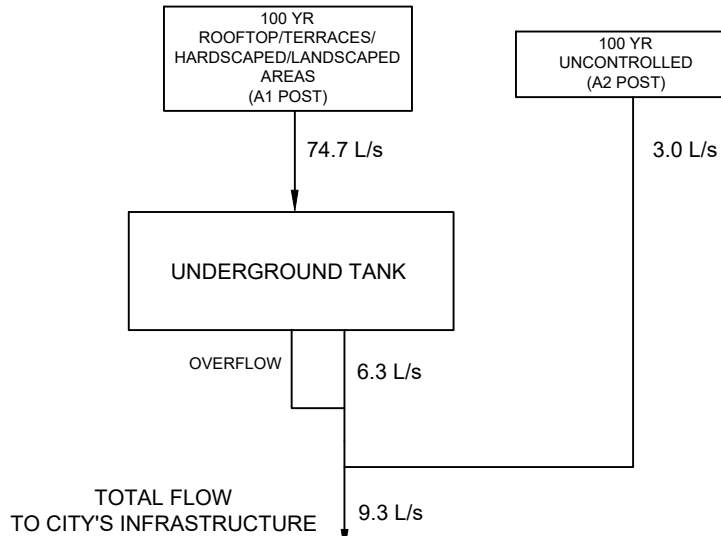 100 YR
ROOFTOP/TERRACES/
HARDSCAPED/LANDSCAPED
AREAS
(A1 POST)
100 YR
UNCONTROLLED
(A2 POST)
74.7 L/s
3.0 L/s
UNDERGROUND TANK
OVERFLOW
6.3 L/s
TOTAL FLOW
TO CITY'S INFRASTRUCTURE
9.3 L/s